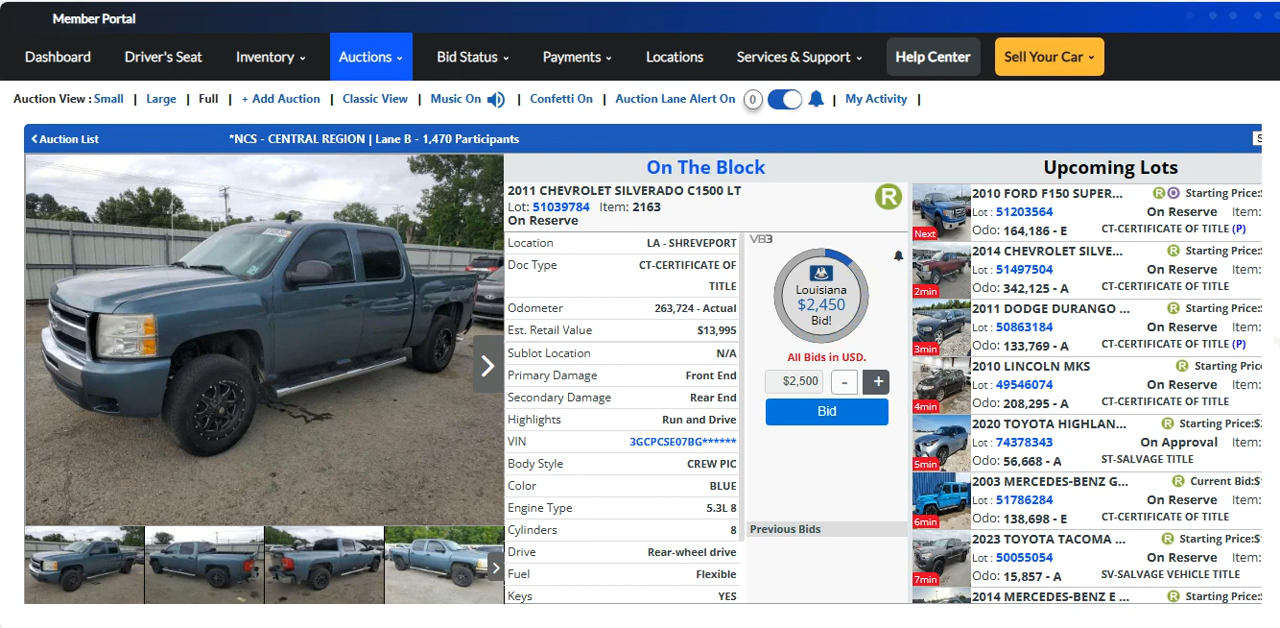 Member Portal
Dashboard Driver's Seat Inventory Auctions Bid Status Payments Locations Services & Support Help Center Sell Your Car
Auction View : Small | Large | Full | + Add Auction | Classic View | Music On | Confetti On | Auction Lane Alert On 0 | My Activity |
Auction List *NCS - CENTRAL REGION | Lane B - 1,470 Participants
On The Block
2011 CHEVROLET SILVERADO C1500 LT
Lot: 51039784 Item: 2163
On Reserve
R
Location LA - SHREVEPORT
Doc Type CT-CERTIFICATE OF
TITLE
Odometer 263,724 - Actual
Est. Retail Value $13,995
Sublot Location N/A
Primary Damage Front End
Secondary Damage Rear End
Highlights Run and Drive
VIN 3GCPCSE07BG******
Body Style CREW PIC
Color BLUE
Engine Type 5.3L 8
Cylinders 8
Drive Rear-wheel drive
Fuel Flexible
Keys YES
VB3
Louisiana
$2,450
Bid!
All Bids in USD.
$2,500 - +
Bid
Previous Bids
Upcoming Lots
2010 FORD F150 SUPER... R O Starting Price:
Lot : 51203564 On Reserve Item:
Next Odo: 164,186 - E CT-CERTIFICATE OF TITLE (P)
2014 CHEVROLET SILVE... R Starting Price:
Lot : 51497504 On Reserve Item:
2min Odo: 342,125 - A CT-CERTIFICATE OF TITLE
2011 DODGE DURANGO ... R Starting Price:
Lot : 50863184 On Reserve Item:
3min Odo: 133,769 - A CT-CERTIFICATE OF TITLE (P)
2010 LINCOLN MKS R Starting Price
Lot : 49546074 On Reserve Item:
4min Odo: 208,295 - A CT-CERTIFICATE OF TITLE
2020 TOYOTA HIGHLAN... R Starting Price:
Lot : 74378343 On Approval Item:
5min Odo: 56,668 - A ST-SALVAGE TITLE
2003 MERCEDES-BENZ G... R Current Bid:
Lot : 51786284 On Reserve Item:
6min Odo: 138,698 - E CT-CERTIFICATE OF TITLE
2023 TOYOTA TACOMA ... R Starting Price:
Lot : 50055054 On Reserve Item:
7min Odo: 15,857 - A SV-SALVAGE VEHICLE TITLE
2014 MERCEDES-BENZ E ... R Starting Price: